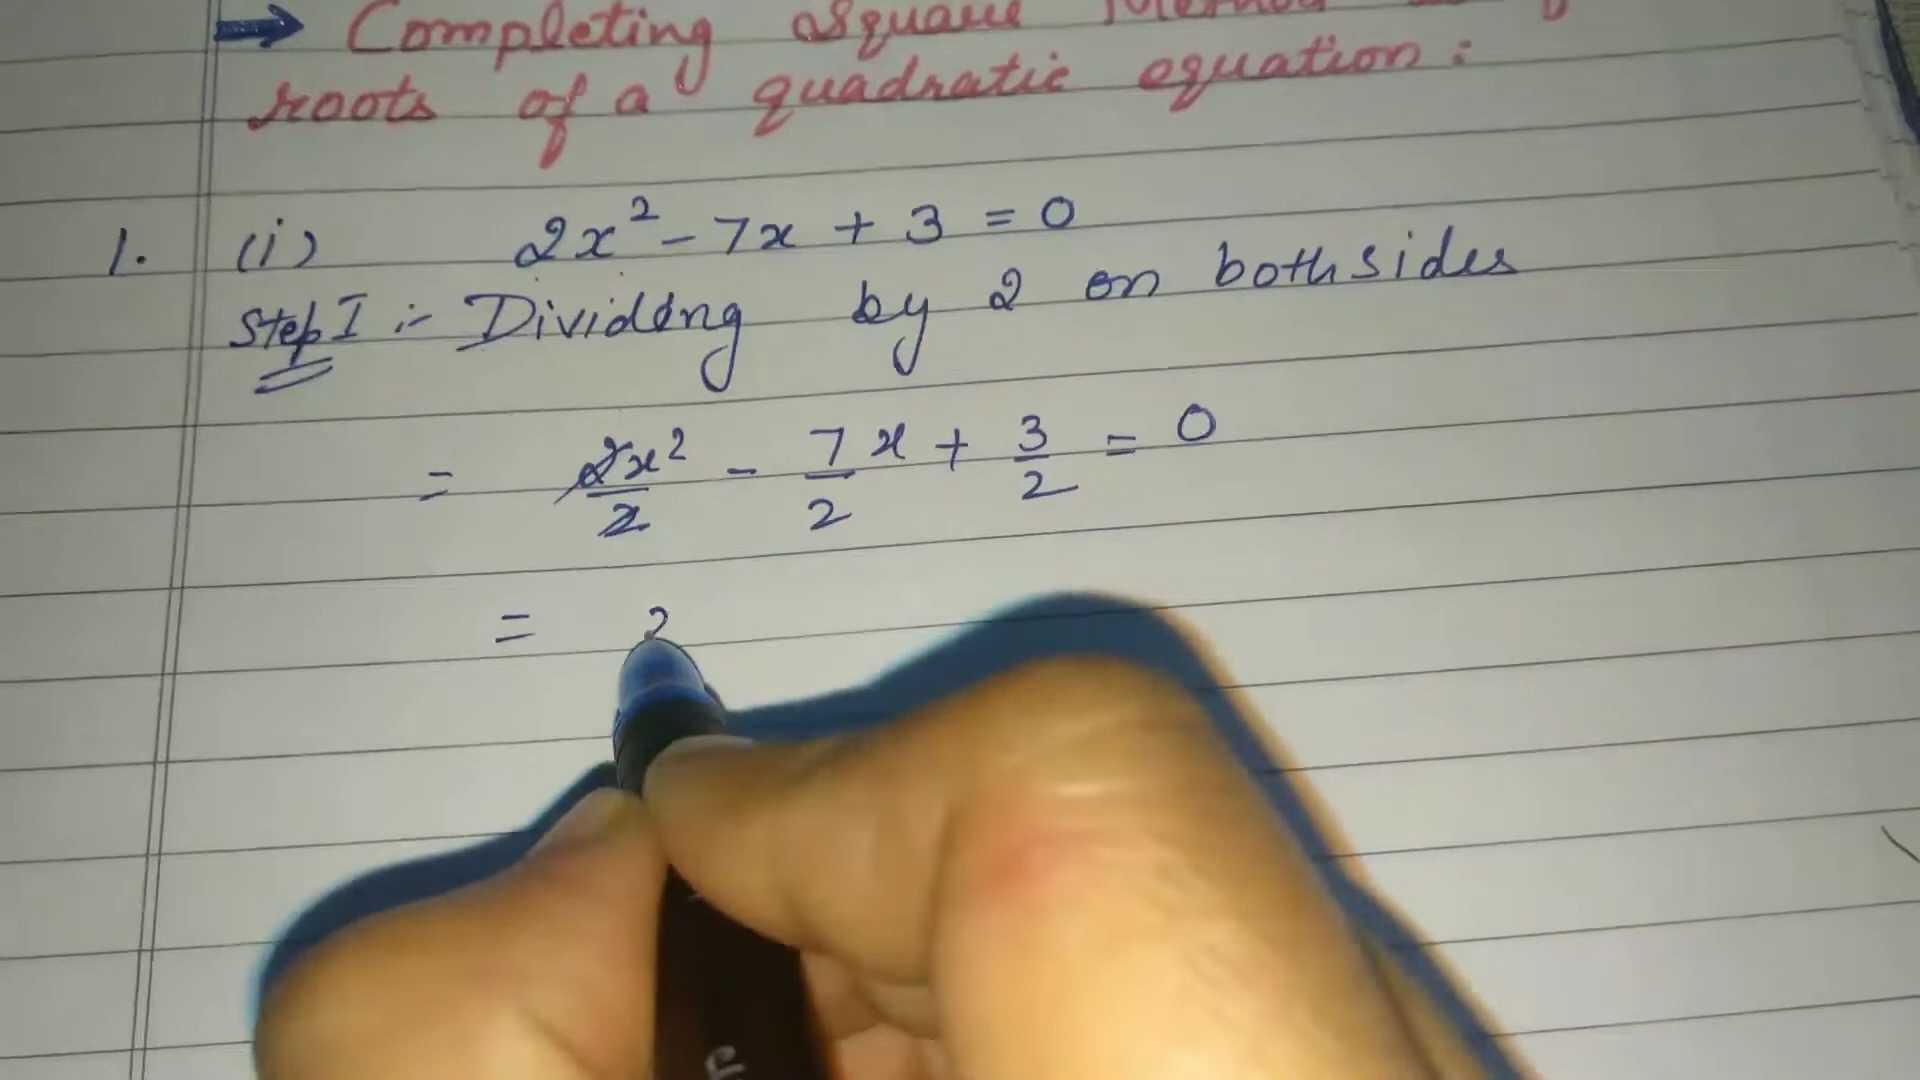 → Completing Square Method
roots of a quadratic equation:
1. (i) 2x² - 7x + 3 = 0
Step I :- Dividing by 2 on both sides
= 2x²/2 - 7/2 x + 3/2 = 0
=